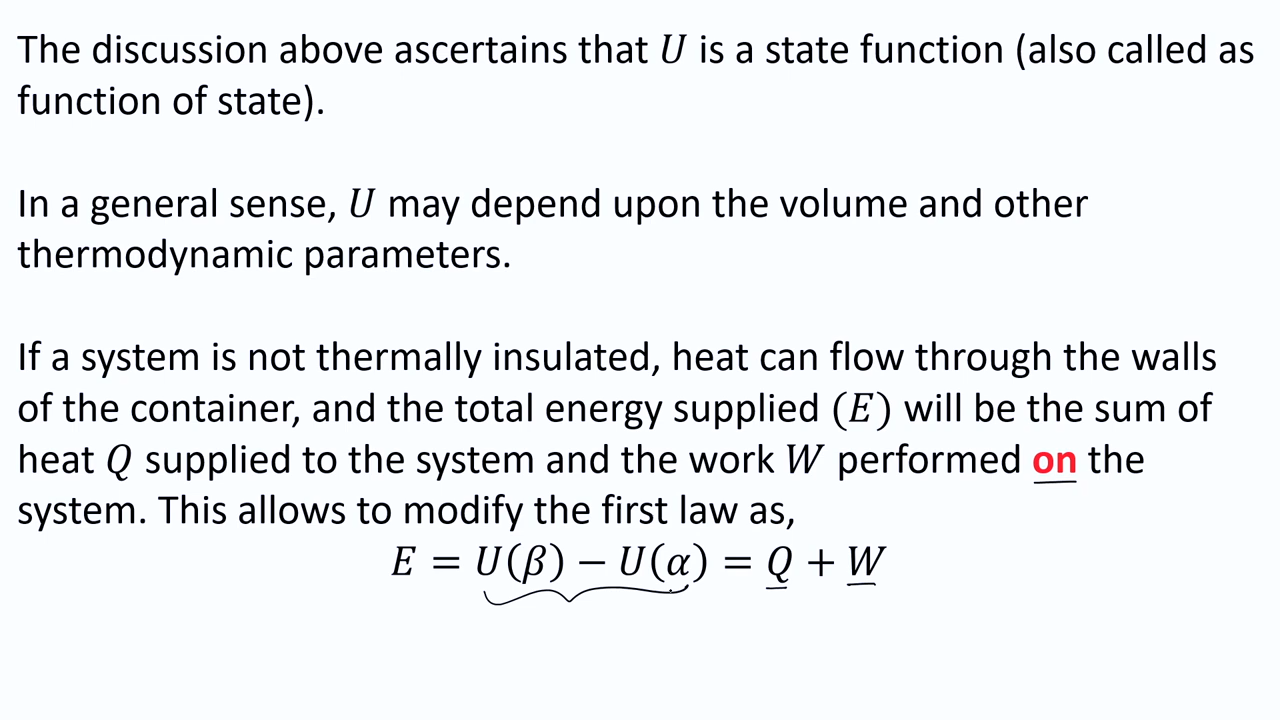 The discussion above ascertains that 𝑈 is a state function (also called as
function of state).
In a general sense, 𝑈 may depend upon the volume and other
thermodynamic parameters.
If a system is not thermally insulated, heat can flow through the walls
of the container, and the total energy supplied (𝐸) will be the sum of
heat 𝑄 supplied to the system and the work 𝑊 performed on the
system. This allows to modify the first law as,
𝐸 = 𝑈(𝛽) − 𝑈(𝛼) = 𝑄 + 𝑊